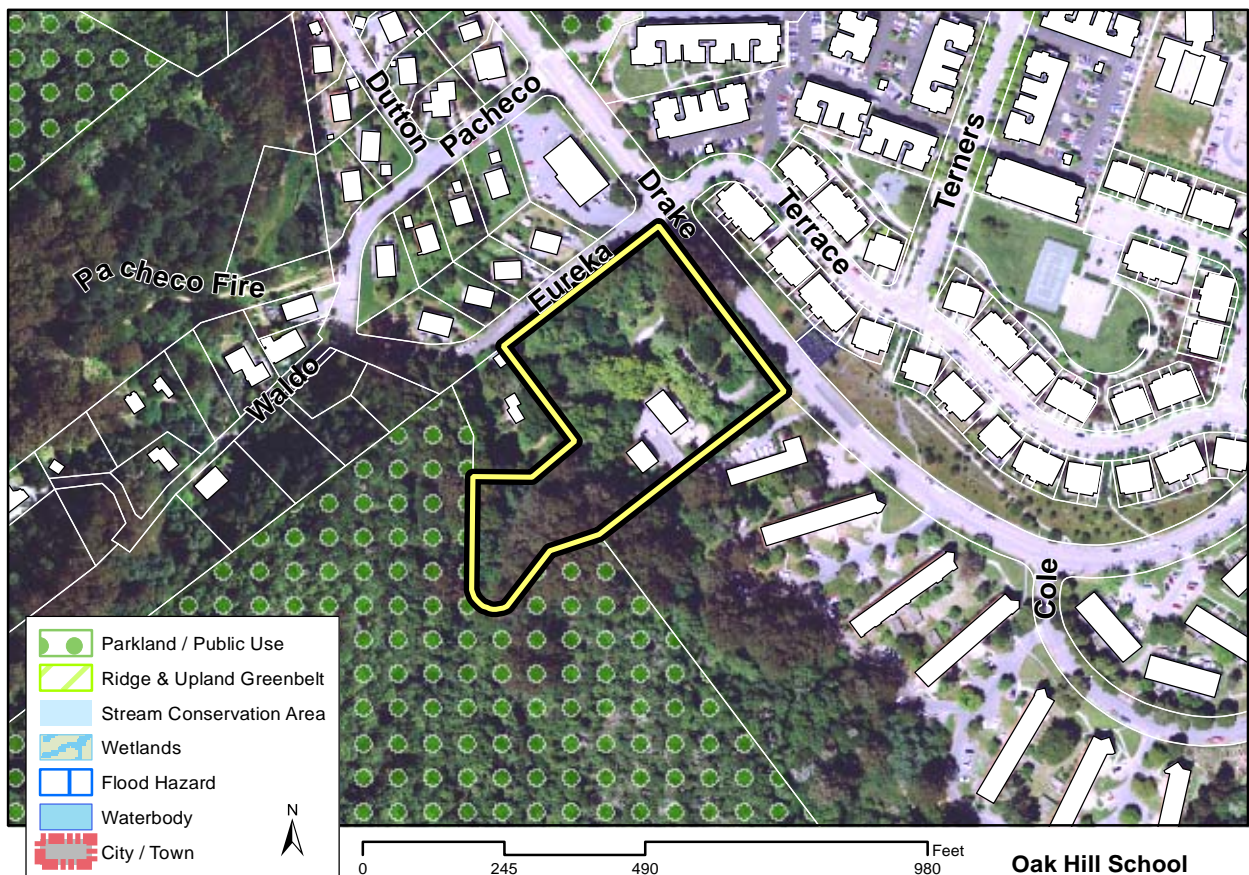 Dutton
Pacheco
Drake
Terrace
Terners
Pa checo Fire
Eureka
Waldo
Cole
Parkland / Public Use
Ridge & Upland Greenbelt
Stream Conservation Area
Wetlands
Flood Hazard
Waterbody
City / Town
N
Feet
0 245 490 980
Oak Hill School